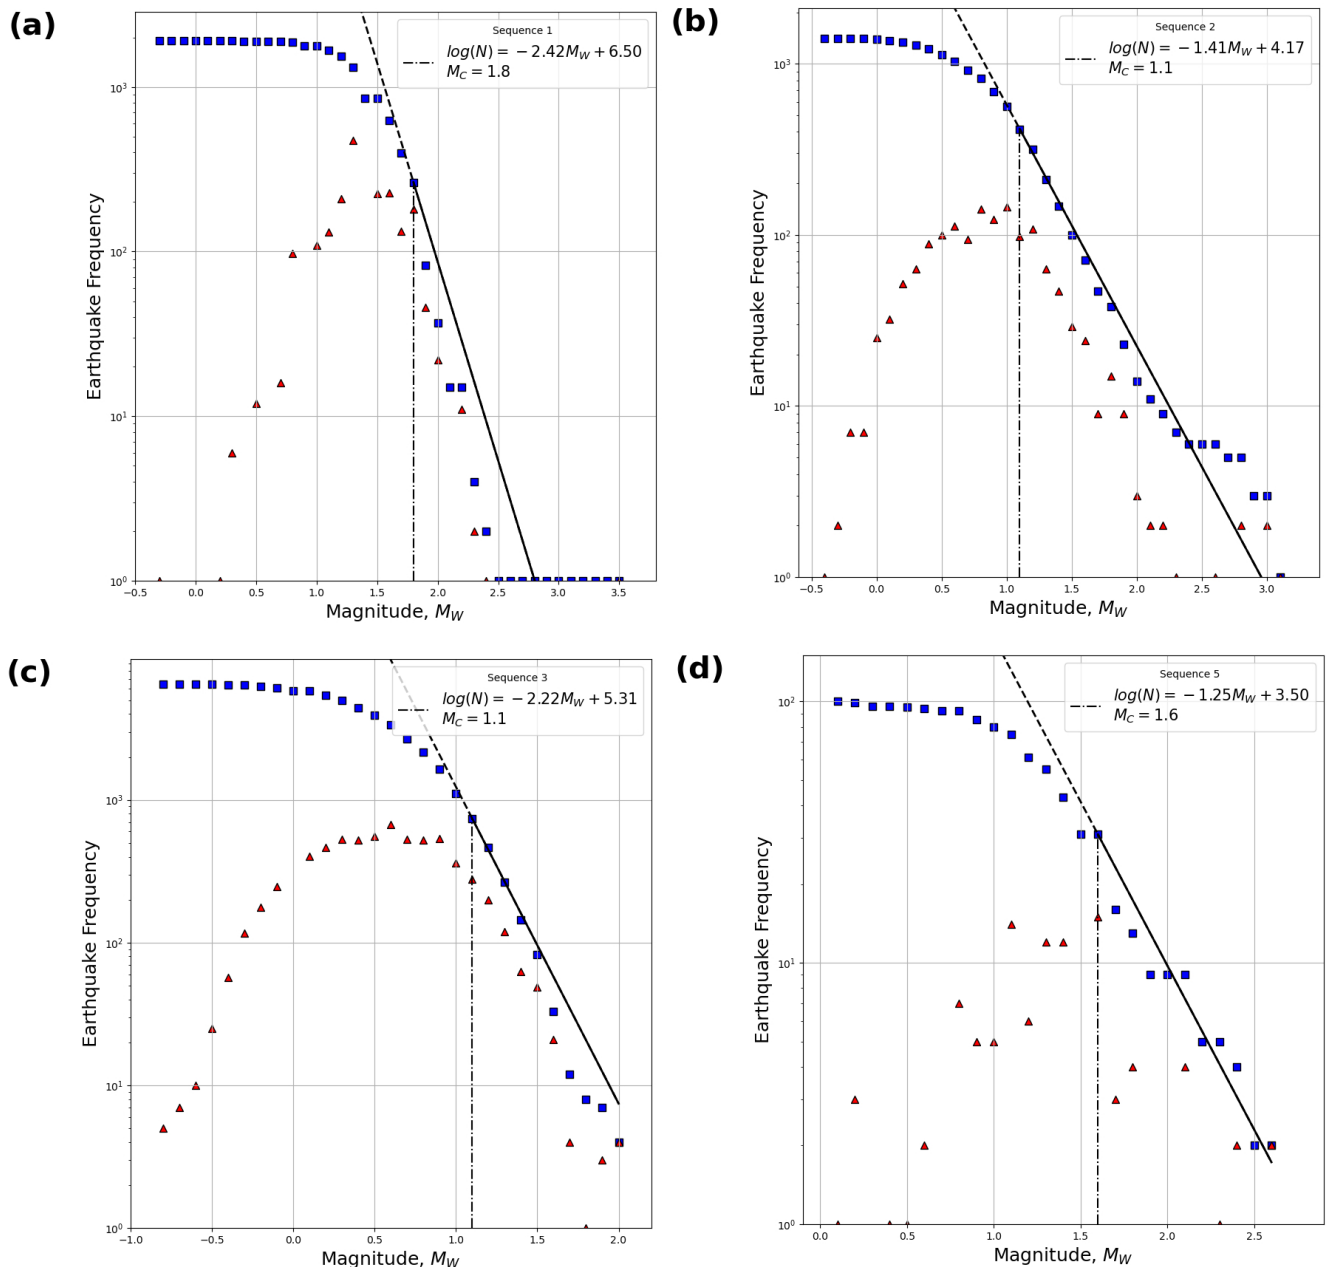 (a)
Sequence 1
log(N) = −2.42M_W + 6.50
M_C = 1.8
10³
10²
10¹
10⁰
Earthquake Frequency
0.0 0.5 1.0 1.5 2.0 2.5 3.0 3.5
Magnitude, M_W
(b)
Sequence 2
log(N) = −1.41M_W + 4.17
M_C = 1.1
10³
10²
10¹
10⁰
Earthquake Frequency
−0.5 0.0 0.5 1.0 1.5 2.0 2.5 3.0
Magnitude, M_W
(c)
Sequence 3
log(N) = −2.22M_W + 5.31
M_C = 1.1
10³
10²
10¹
10⁰
Earthquake Frequency
−1.0 −0.5 0.0 0.5 1.0 1.5 2.0
Magnitude, M_W
(d)
Sequence 5
log(N) = −1.25M_W + 3.50
M_C = 1.6
10²
10¹
10⁰
Earthquake Frequency
0.0 0.5 1.0 1.5 2.0 2.5
Magnitude, M_W